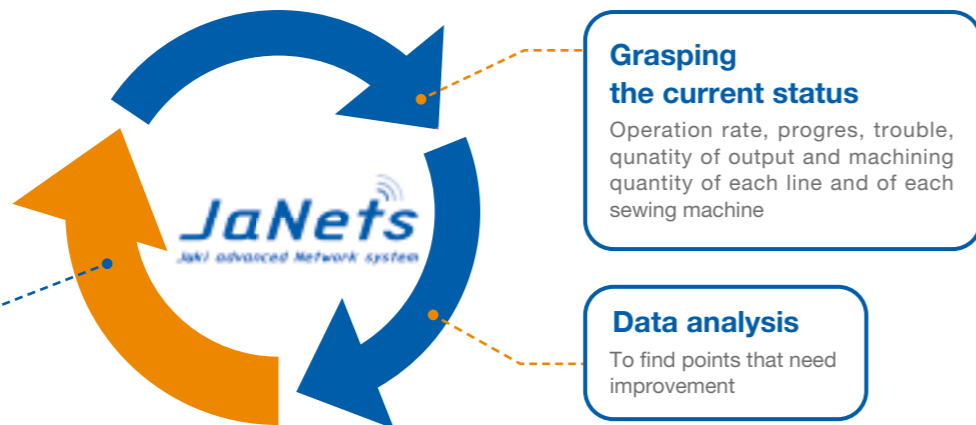 Grasping
the current status
Operation rate, progres, trouble,
qunatity of output and machining
quantity of each line and of each
sewing machine
JaNets
Juki advanced Network system
Data analysis
To find points that need
improvement